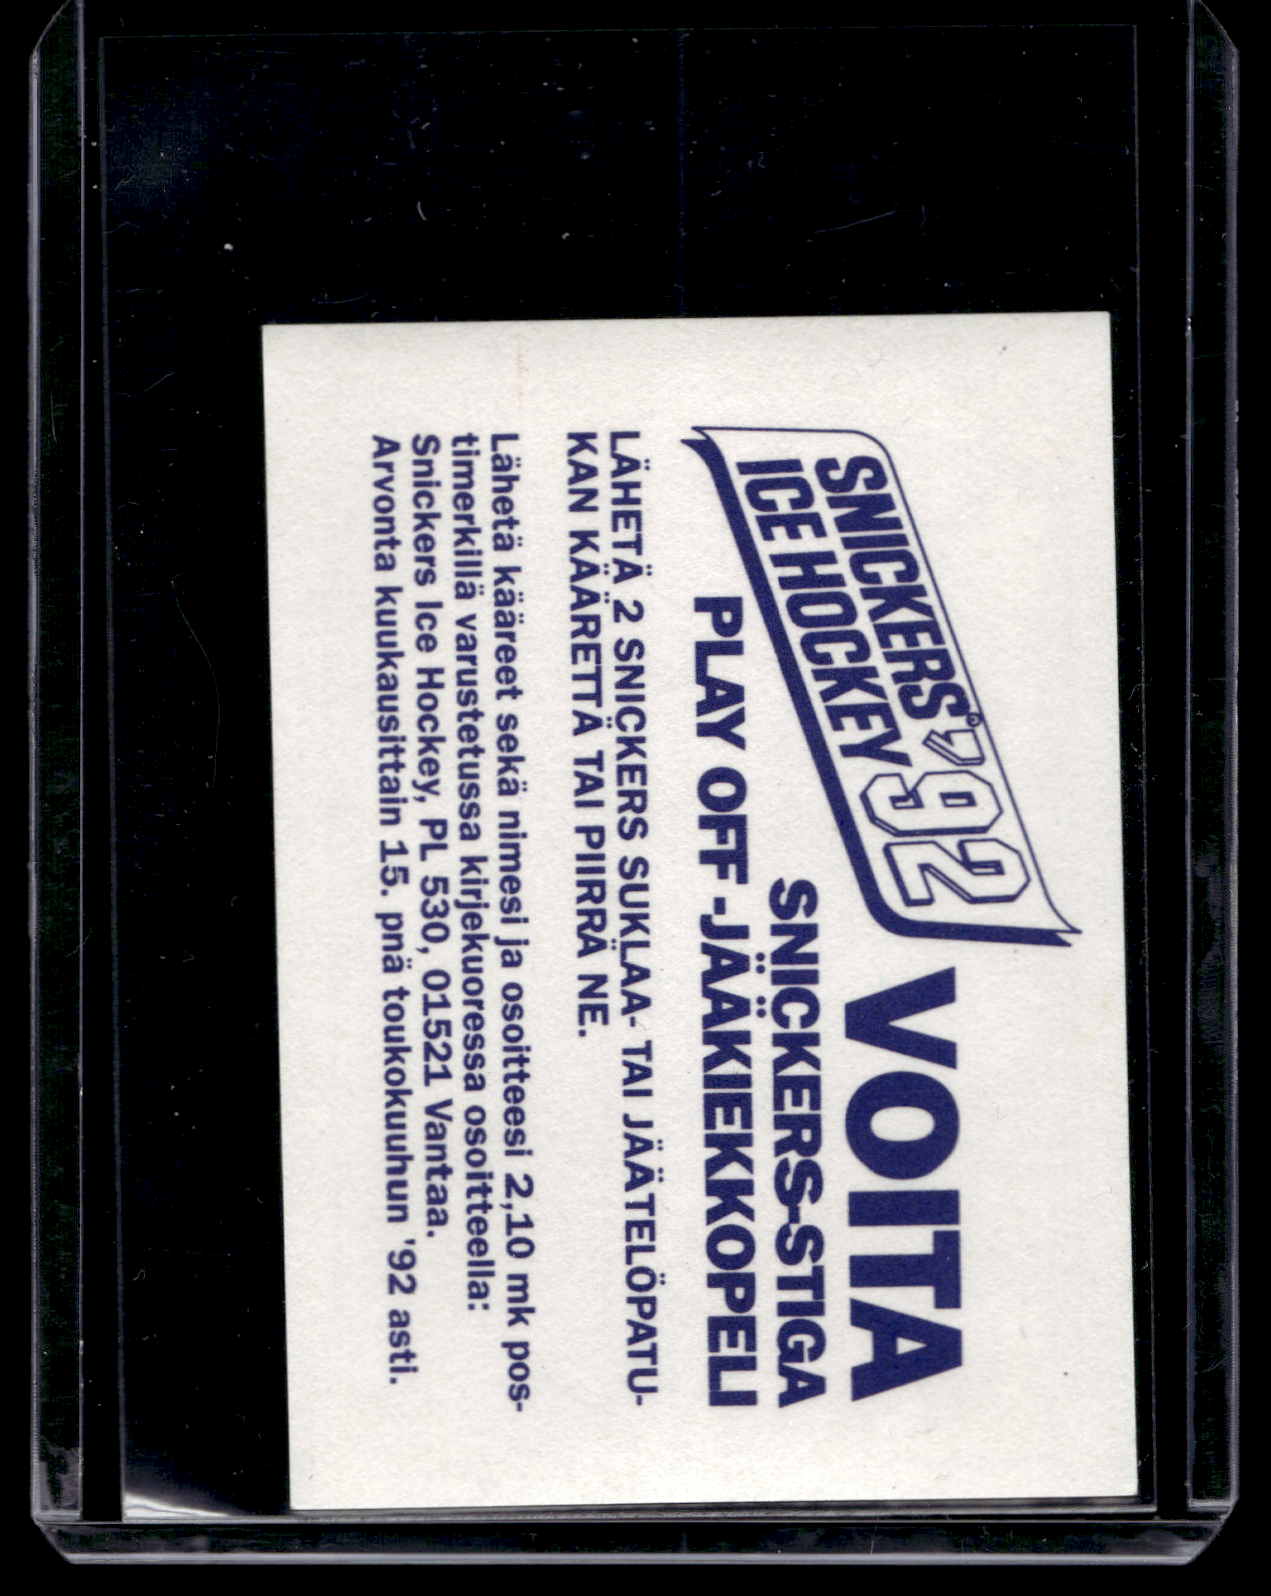 SNICKERS® '92
ICE HOCKEY
VOITA
SNICKERS-STIGA
PLAY OFF -JÄÄKIEKKOPELI
LÄHETÄ 2 SNICKERS SUKLAA- TAI JÄÄTELÖPATU-
KAN KÄÄRETTÄ TAI PIIRRÄ NE.
Lähetä kääreet sekä nimesi ja osoitteesi 2,10 mk pos-
timerkillä varustetussa kirjekuoressa osoitteella:
Snickers Ice Hockey, PL 530, 01521 Vantaa.
Arvonta kuukausittain 15. pnä toukokuuhun '92 asti.